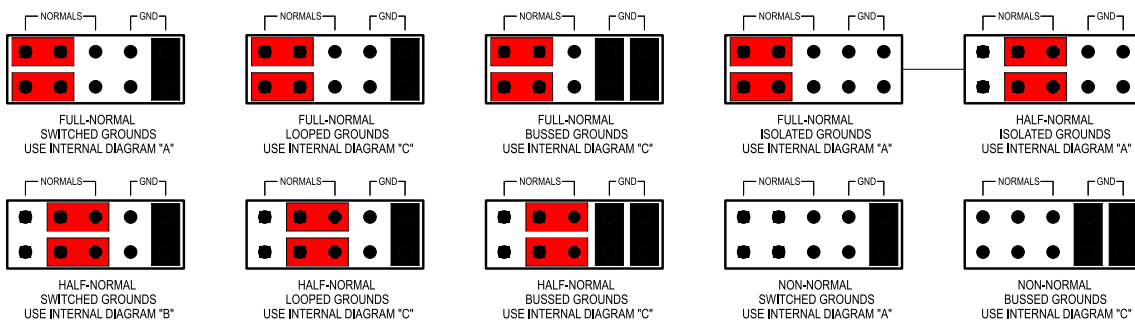 NORMALS GND NORMALS GND NORMALS GND NORMALS GND NORMALS GND
FULL-NORMAL
SWITCHED GROUNDS
USE INTERNAL DIAGRAM "A"
FULL-NORMAL
LOOPED GROUNDS
USE INTERNAL DIAGRAM "C"
FULL-NORMAL
BUSSED GROUNDS
USE INTERNAL DIAGRAM "C"
FULL-NORMAL
ISOLATED GROUNDS
USE INTERNAL DIAGRAM "A"
HALF-NORMAL
ISOLATED GROUNDS
USE INTERNAL DIAGRAM "A"
NORMALS GND NORMALS GND NORMALS GND NORMALS GND NORMALS GND
HALF-NORMAL
SWITCHED GROUNDS
USE INTERNAL DIAGRAM "B"
HALF-NORMAL
LOOPED GROUNDS
USE INTERNAL DIAGRAM "C"
HALF-NORMAL
BUSSED GROUNDS
USE INTERNAL DIAGRAM "C"
NON-NORMAL
SWITCHED GROUNDS
USE INTERNAL DIAGRAM "A"
NON-NORMAL
BUSSED GROUNDS
USE INTERNAL DIAGRAM "C"